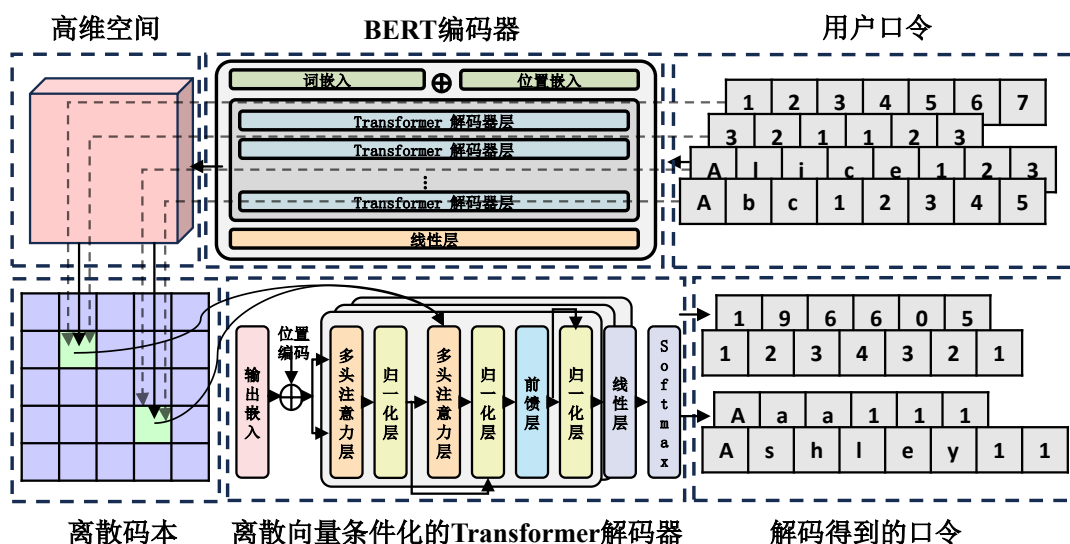 高维空间
BERT编码器
用户口令
词嵌入
⊕
位置嵌入
Transformer 解码器层
Transformer 解码器层
⋮
Transformer 解码器层
线性层
1 2 3 4 5 6 7
3 2 1 1 2 3
A l i c e 1 2 3
A b c 1 2 3 4 5
输出嵌入
位置
编码
多头注意力层
归一化层
多头注意力层
归一化层
前馈层
归一化层
线性层
Softmax
1 9 6 6 0 5
1 2 3 4 3 2 1
A a a 1 1 1
A s h l e y 1 1
离散码本
离散向量条件化的Transformer解码器
解码得到的口令